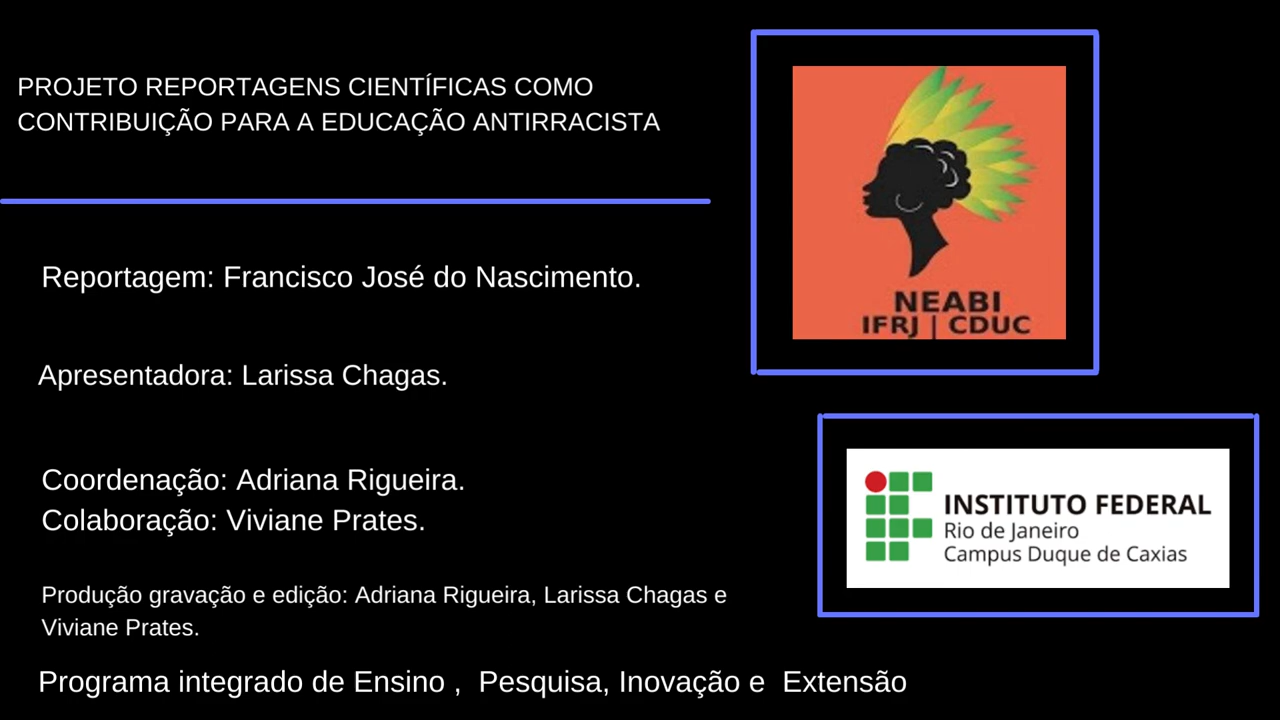 PROJETO REPORTAGENS CIENTÍFICAS COMO
CONTRIBUIÇÃO PARA A EDUCAÇÃO ANTIRRACISTA
Reportagem: Francisco José do Nascimento.
Apresentadora: Larissa Chagas.
Coordenação: Adriana Rigueira.
Colaboração: Viviane Prates.
Produção gravação e edição: Adriana Rigueira, Larissa Chagas e
Viviane Prates.
Programa integrado de Ensino ,  Pesquisa, Inovação e  Extensão
NEABI
IFRJ | CDUC
INSTITUTO FEDERAL
Rio de Janeiro
Campus Duque de Caxias